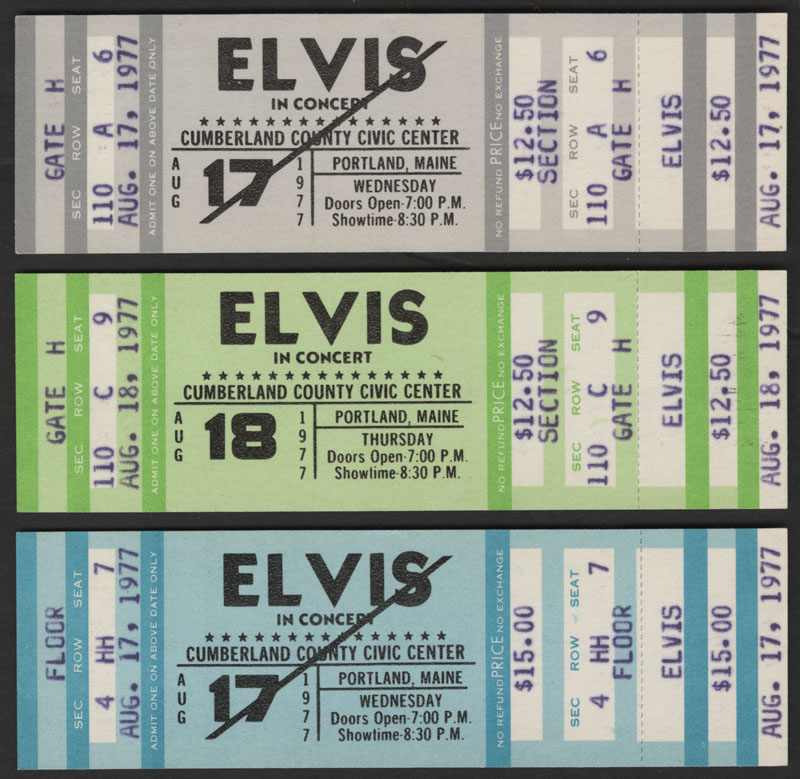 GATE H
SEC ROW SEAT
110 A 6
AUG. 17, 1977
ADMIT ONE ON ABOVE DATE ONLY
ELVIS
IN CONCERT
CUMBERLAND COUNTY CIVIC CENTER
AUG 17 1977
PORTLAND, MAINE
WEDNESDAY
Doors Open-7:00 P.M.
Showtime-8:30 P.M.
NO REFUND PRICE NO EXCHANGE
$12.50
SECTION
SEC ROW SEAT
110 A 6
GATE H
ELVIS
$12.50
AUG. 17, 1977
GATE H
SEC ROW SEAT
110 C 9
AUG. 18, 1977
ADMIT ONE ON ABOVE DATE ONLY
ELVIS
IN CONCERT
CUMBERLAND COUNTY CIVIC CENTER
AUG 18 1977
PORTLAND, MAINE
THURSDAY
Doors Open-7:00 P.M.
Showtime-8:30 P.M.
NO REFUND PRICE NO EXCHANGE
$12.50
SECTION
SEC ROW SEAT
110 C 9
GATE H
ELVIS
$12.50
AUG. 18, 1977
FLOOR
SEC ROW SEAT
4 HH 7
AUG. 17, 1977
ADMIT ONE ON ABOVE DATE ONLY
ELVIS
IN CONCERT
CUMBERLAND COUNTY CIVIC CENTER
AUG 17 1977
PORTLAND, MAINE
WEDNESDAY
Doors Open-7:00 P.M.
Showtime-8:30 P.M.
NO REFUND PRICE NO EXCHANGE
$15.00
SEC ROW SEAT
4 HH 7
FLOOR
ELVIS
$15.00
AUG. 17, 1977